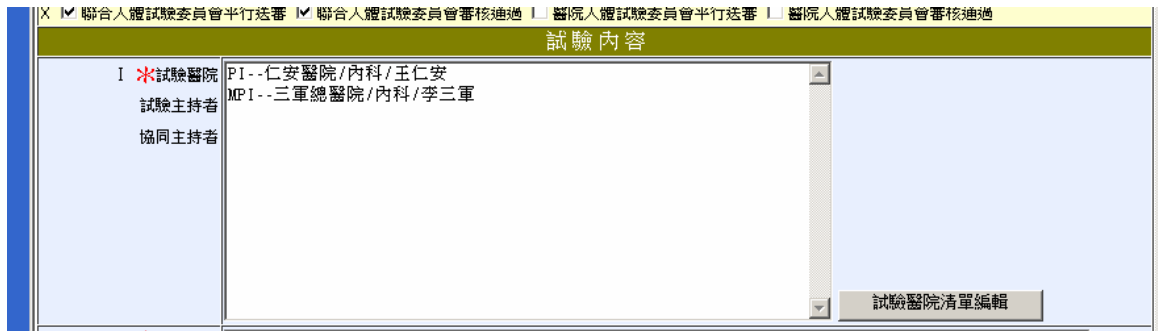 X 聯合人體試驗委員會平行送審 聯合人體試驗委員會審核通過 醫院人體試驗委員會平行送審 醫院人體試驗委員會審核通過
試驗內容
I ※試驗醫院
試驗主持者
協同主持者
PI--仁安醫院/內科/王仁安
MPI--三軍總醫院/內科/李三軍
試驗醫院清單編輯